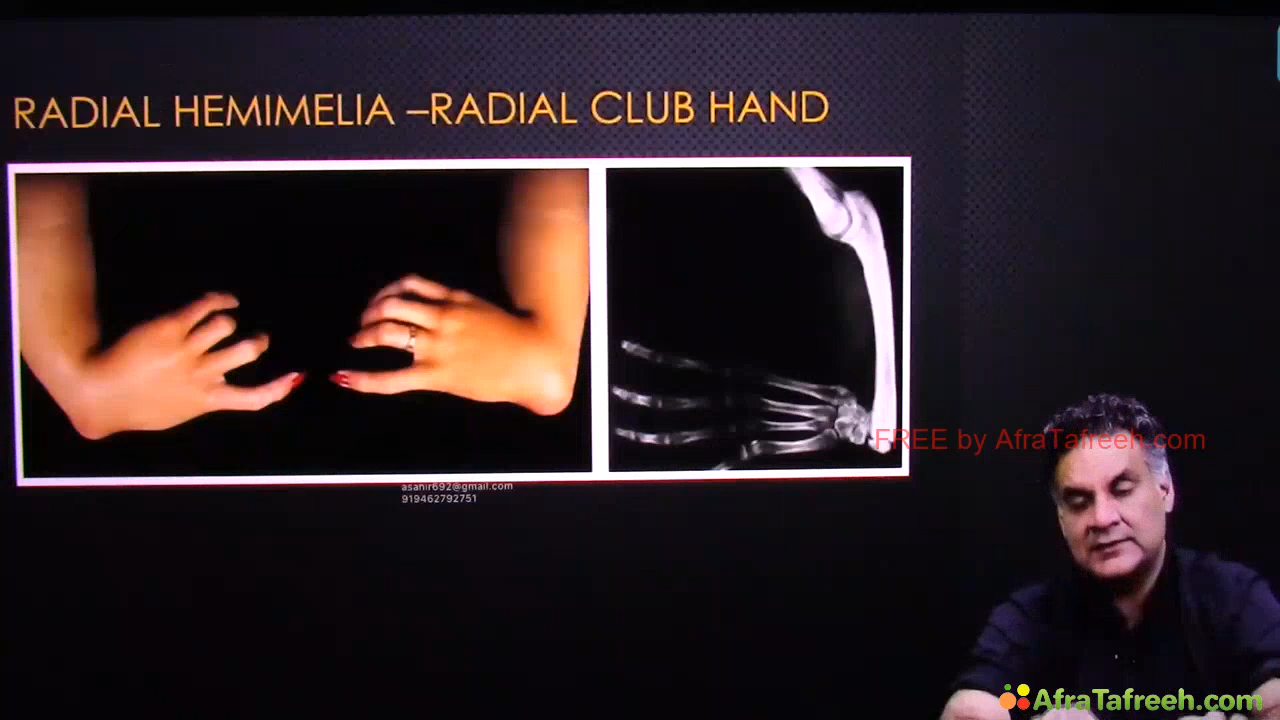 RADIAL HEMIMELIA –RADIAL CLUB HAND
FREE by AfraTafreeh.com
asahir692@gmail.com
919462792751
AfraTafreeh.com